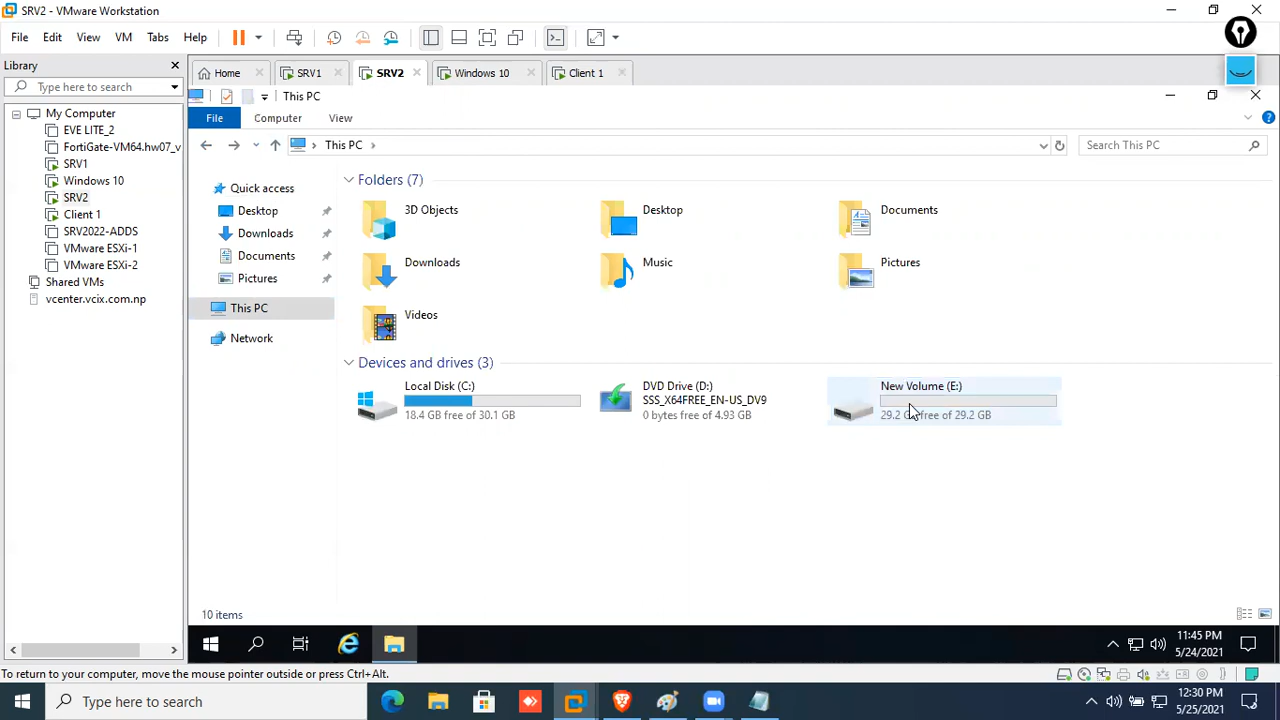 SRV2 - VMware Workstation
File Edit View VM Tabs Help
Library
Type here to search
My Computer
EVE LITE_2
FortiGate-VM64.hw07_v
SRV1
Windows 10
SRV2
Client 1
SRV2022-ADDS
VMware ESXi-1
VMware ESXi-2
Shared VMs
vcenter.vcix.com.np
Home SRV1 SRV2 Windows 10 Client 1
This PC
File Computer View
This PC
Search This PC
Quick access
Desktop
Downloads
Documents
Pictures
This PC
Network
Folders (7)
3D Objects Desktop Documents
Downloads Music Pictures
Videos
Devices and drives (3)
Local Disk (C:)
18.4 GB free of 30.1 GB
DVD Drive (D:)
SSS_X64FREE_EN-US_DV9
0 bytes free of 4.93 GB
New Volume (E:)
29.2 GB free of 29.2 GB
10 items
11:45 PM
5/24/2021
To return to your computer, move the mouse pointer outside or press Ctrl+Alt.
Type here to search
12:30 PM
5/25/2021